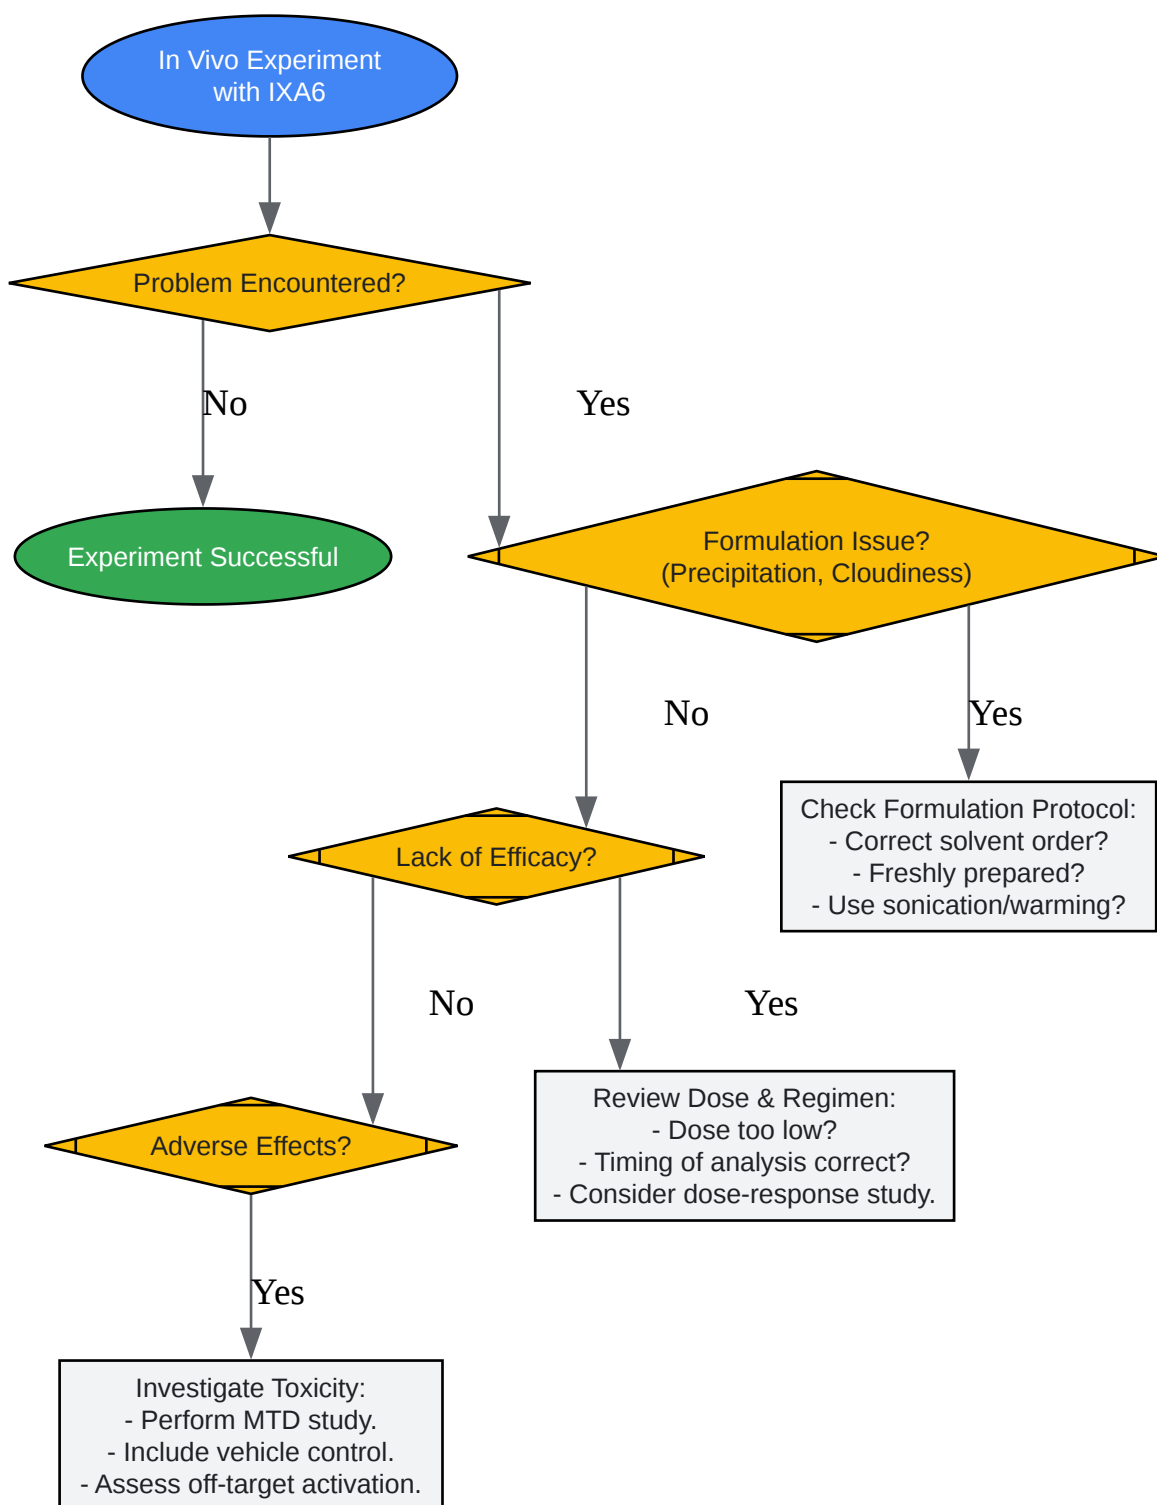 In Vivo Experiment
with IXA6
Problem Encountered?
No
Yes
Experiment Successful
Formulation Issue?
(Precipitation, Cloudiness)
No
Yes
Check Formulation Protocol:
- Correct solvent order?
- Freshly prepared?
- Use sonication/warming?
Lack of Efficacy?
No
Yes
Review Dose & Regimen:
- Dose too low?
- Timing of analysis correct?
- Consider dose-response study.
Adverse Effects?
Yes
Investigate Toxicity:
- Perform MTD study.
- Include vehicle control.
- Assess off-target activation.